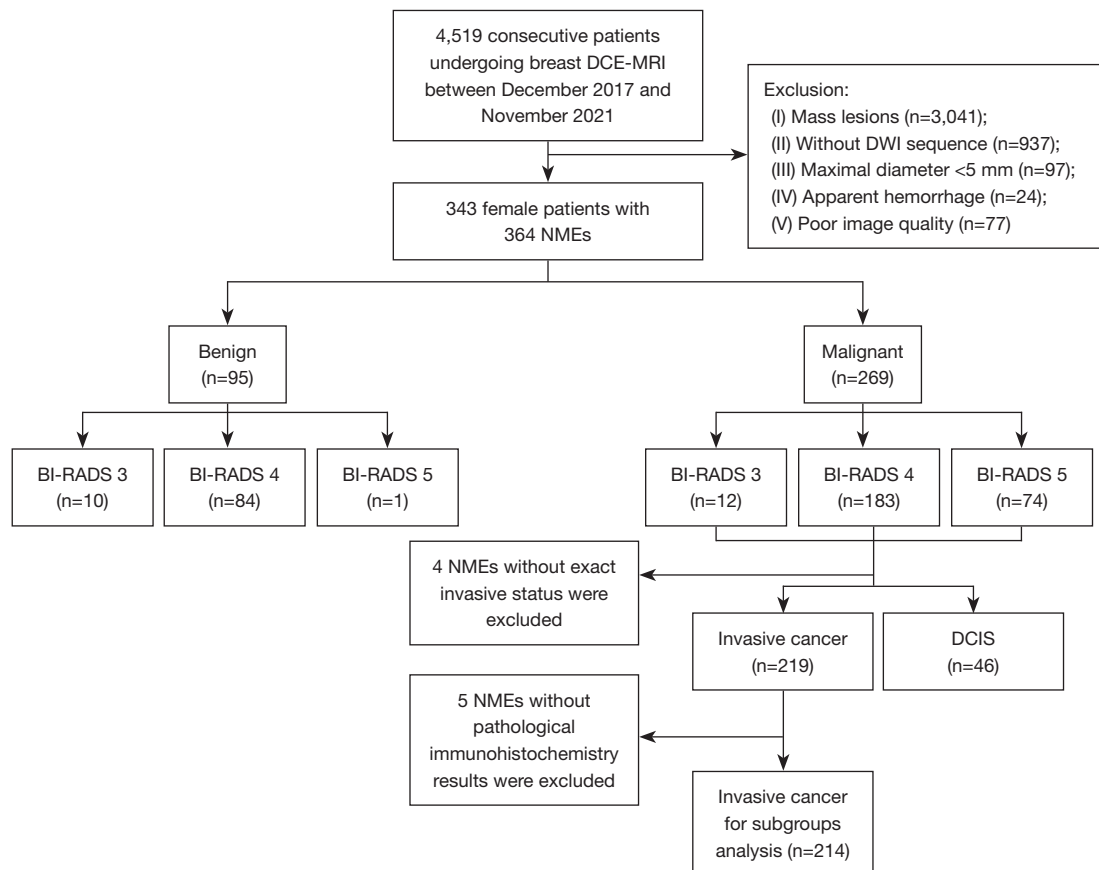 4,519 consecutive patients
undergoing breast DCE-MRI
between December 2017 and
November 2021
Exclusion:
(I) Mass lesions (n=3,041);
(II) Without DWI sequence (n=937);
(III) Maximal diameter <5 mm (n=97);
(IV) Apparent hemorrhage (n=24);
(V) Poor image quality (n=77)
343 female patients with
364 NMEs
Benign
(n=95)
Malignant
(n=269)
BI-RADS 3
(n=10)
BI-RADS 4
(n=84)
BI-RADS 5
(n=1)
BI-RADS 3
(n=12)
BI-RADS 4
(n=183)
BI-RADS 5
(n=74)
4 NMEs without exact
invasive status were
excluded
Invasive cancer
(n=219)
DCIS
(n=46)
5 NMEs without
pathological
immunohistochemistry
results were excluded
Invasive cancer
for subgroups
analysis (n=214)